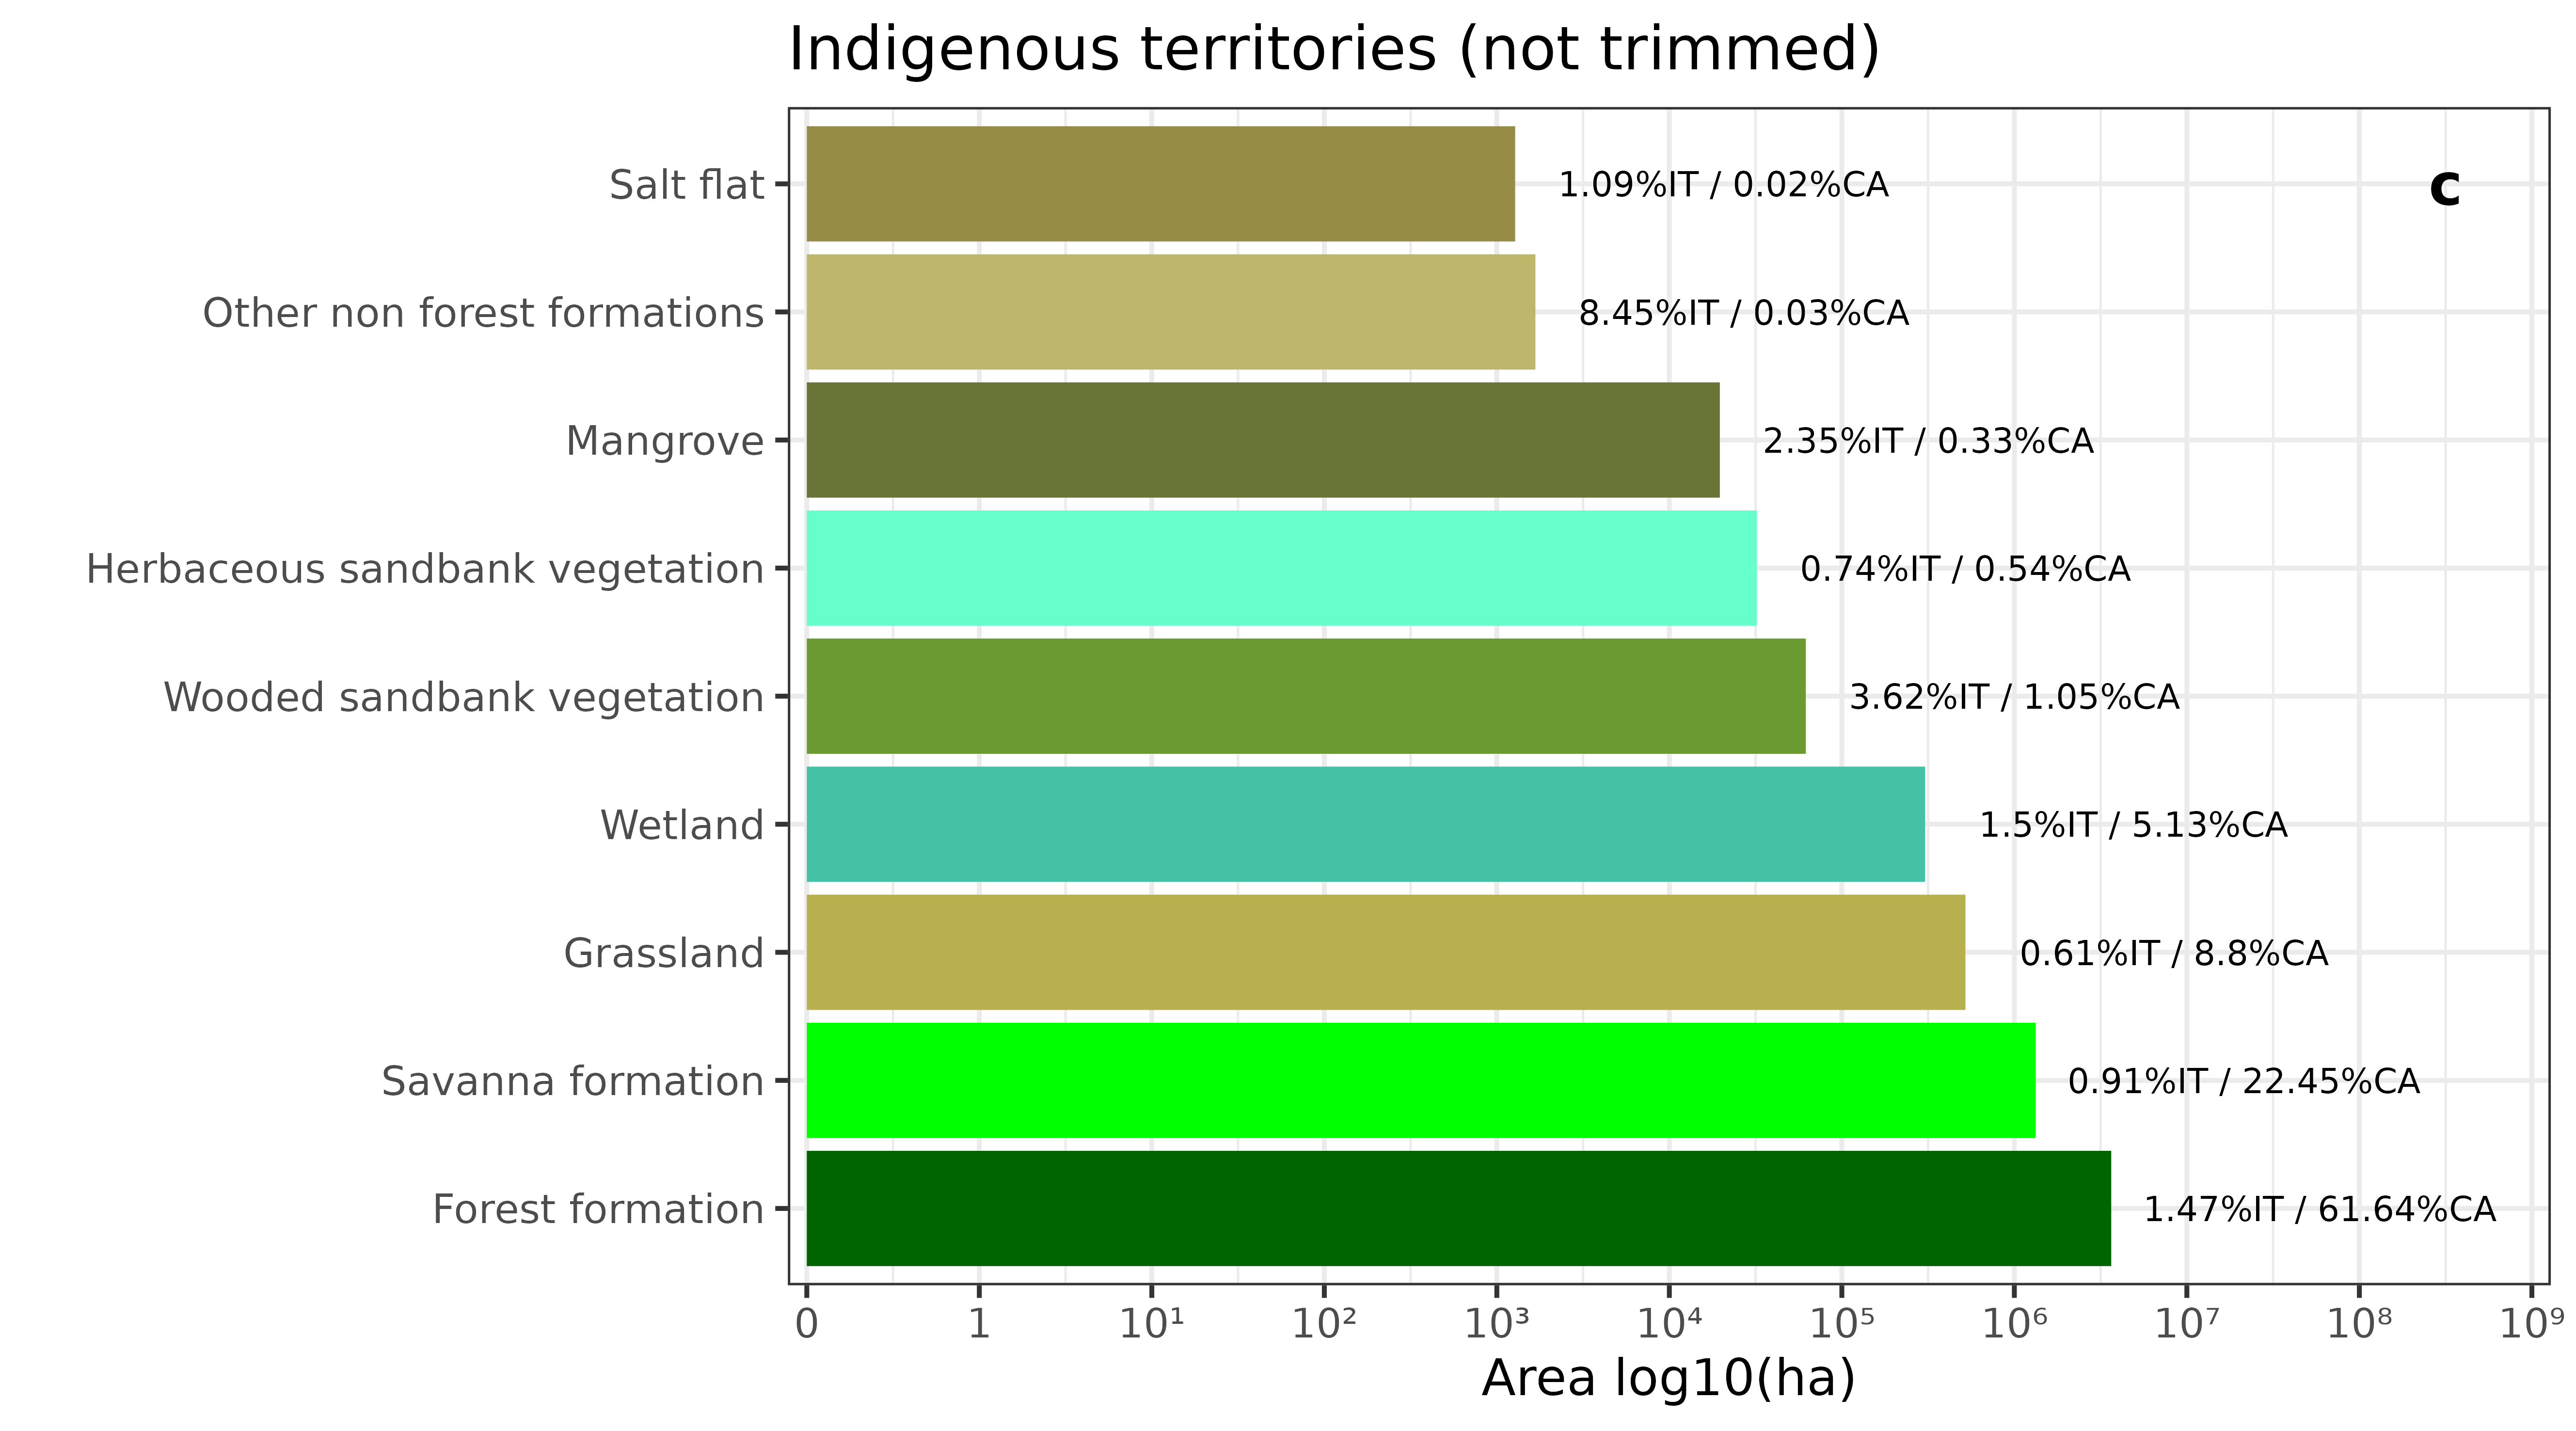 Indigenous territories (not trimmed)
c
Salt flat 1.09%IT / 0.02%CA
Other non forest formations 8.45%IT / 0.03%CA
Mangrove 2.35%IT / 0.33%CA
Herbaceous sandbank vegetation 0.74%IT / 0.54%CA
Wooded sandbank vegetation 3.62%IT / 1.05%CA
Wetland 1.5%IT / 5.13%CA
Grassland 0.61%IT / 8.8%CA
Savanna formation 0.91%IT / 22.45%CA
Forest formation 1.47%IT / 61.64%CA
0 1 10¹ 10² 10³ 10⁴ 10⁵ 10⁶ 10⁷ 10⁸ 10⁹
Area log10(ha)